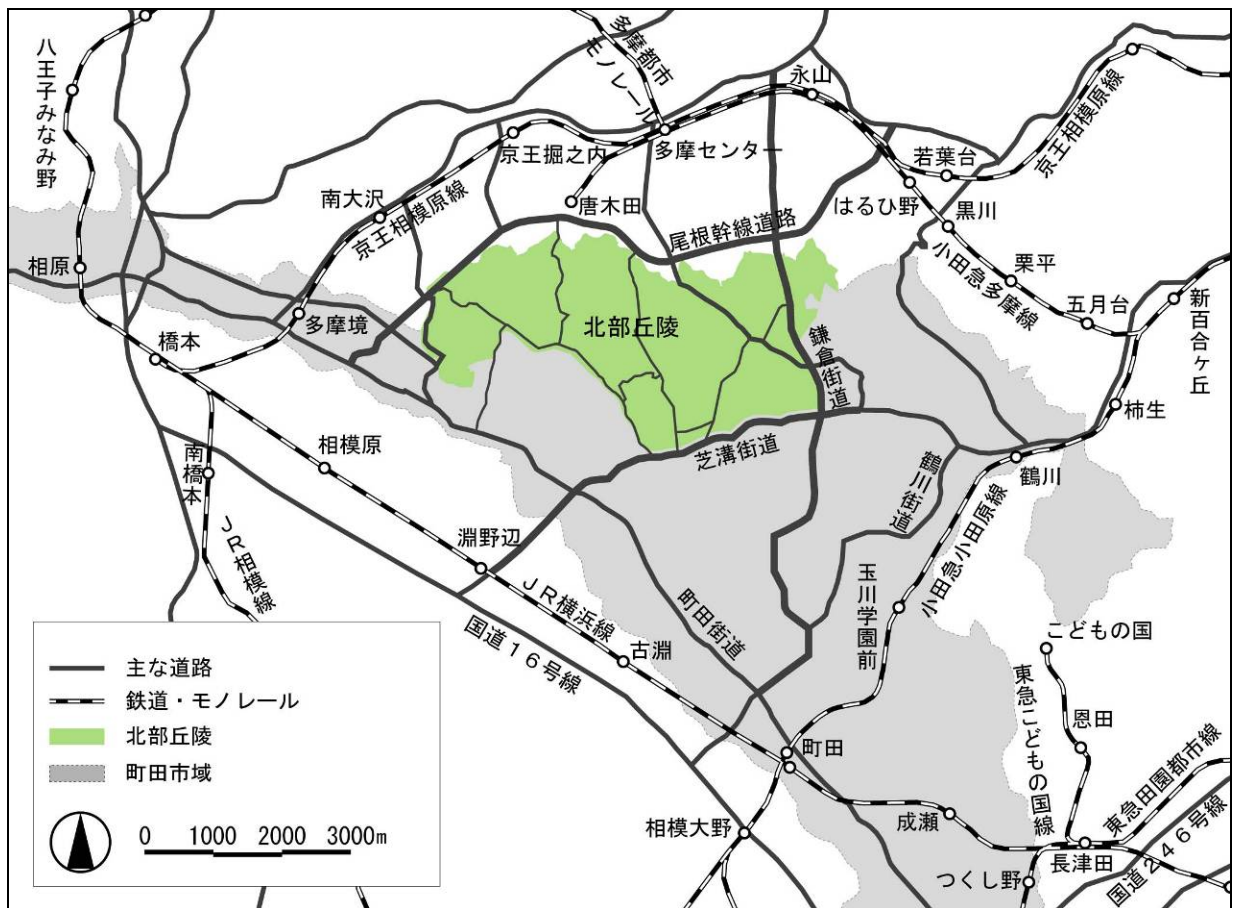 八王子みなみ野
多摩都市
モノレール
永山
京王相模原線
多摩センター
京王堀之内
若葉台
南大沢
唐木田
はるひ野
黒川
京王相模原線
尾根幹線道路
小田急多摩線
栗平
相原
五月台
新百合ヶ丘
多摩境
北部丘陵
橋本
鎌倉街道
柿生
芝溝街道
相模原
鶴川街道
鶴川
南橋本
淵野辺
小田急小田原線
JR相模線
JR横浜線
町田街道
玉川学園前
こどもの国
国道16号線
古淵
東急こどもの国線
恩田
町田
東急田園都市線
相模大野
成瀬
長津田
つくし野
国道246号線
主な道路
鉄道・モノレール
北部丘陵
町田市域
0 1000 2000 3000m